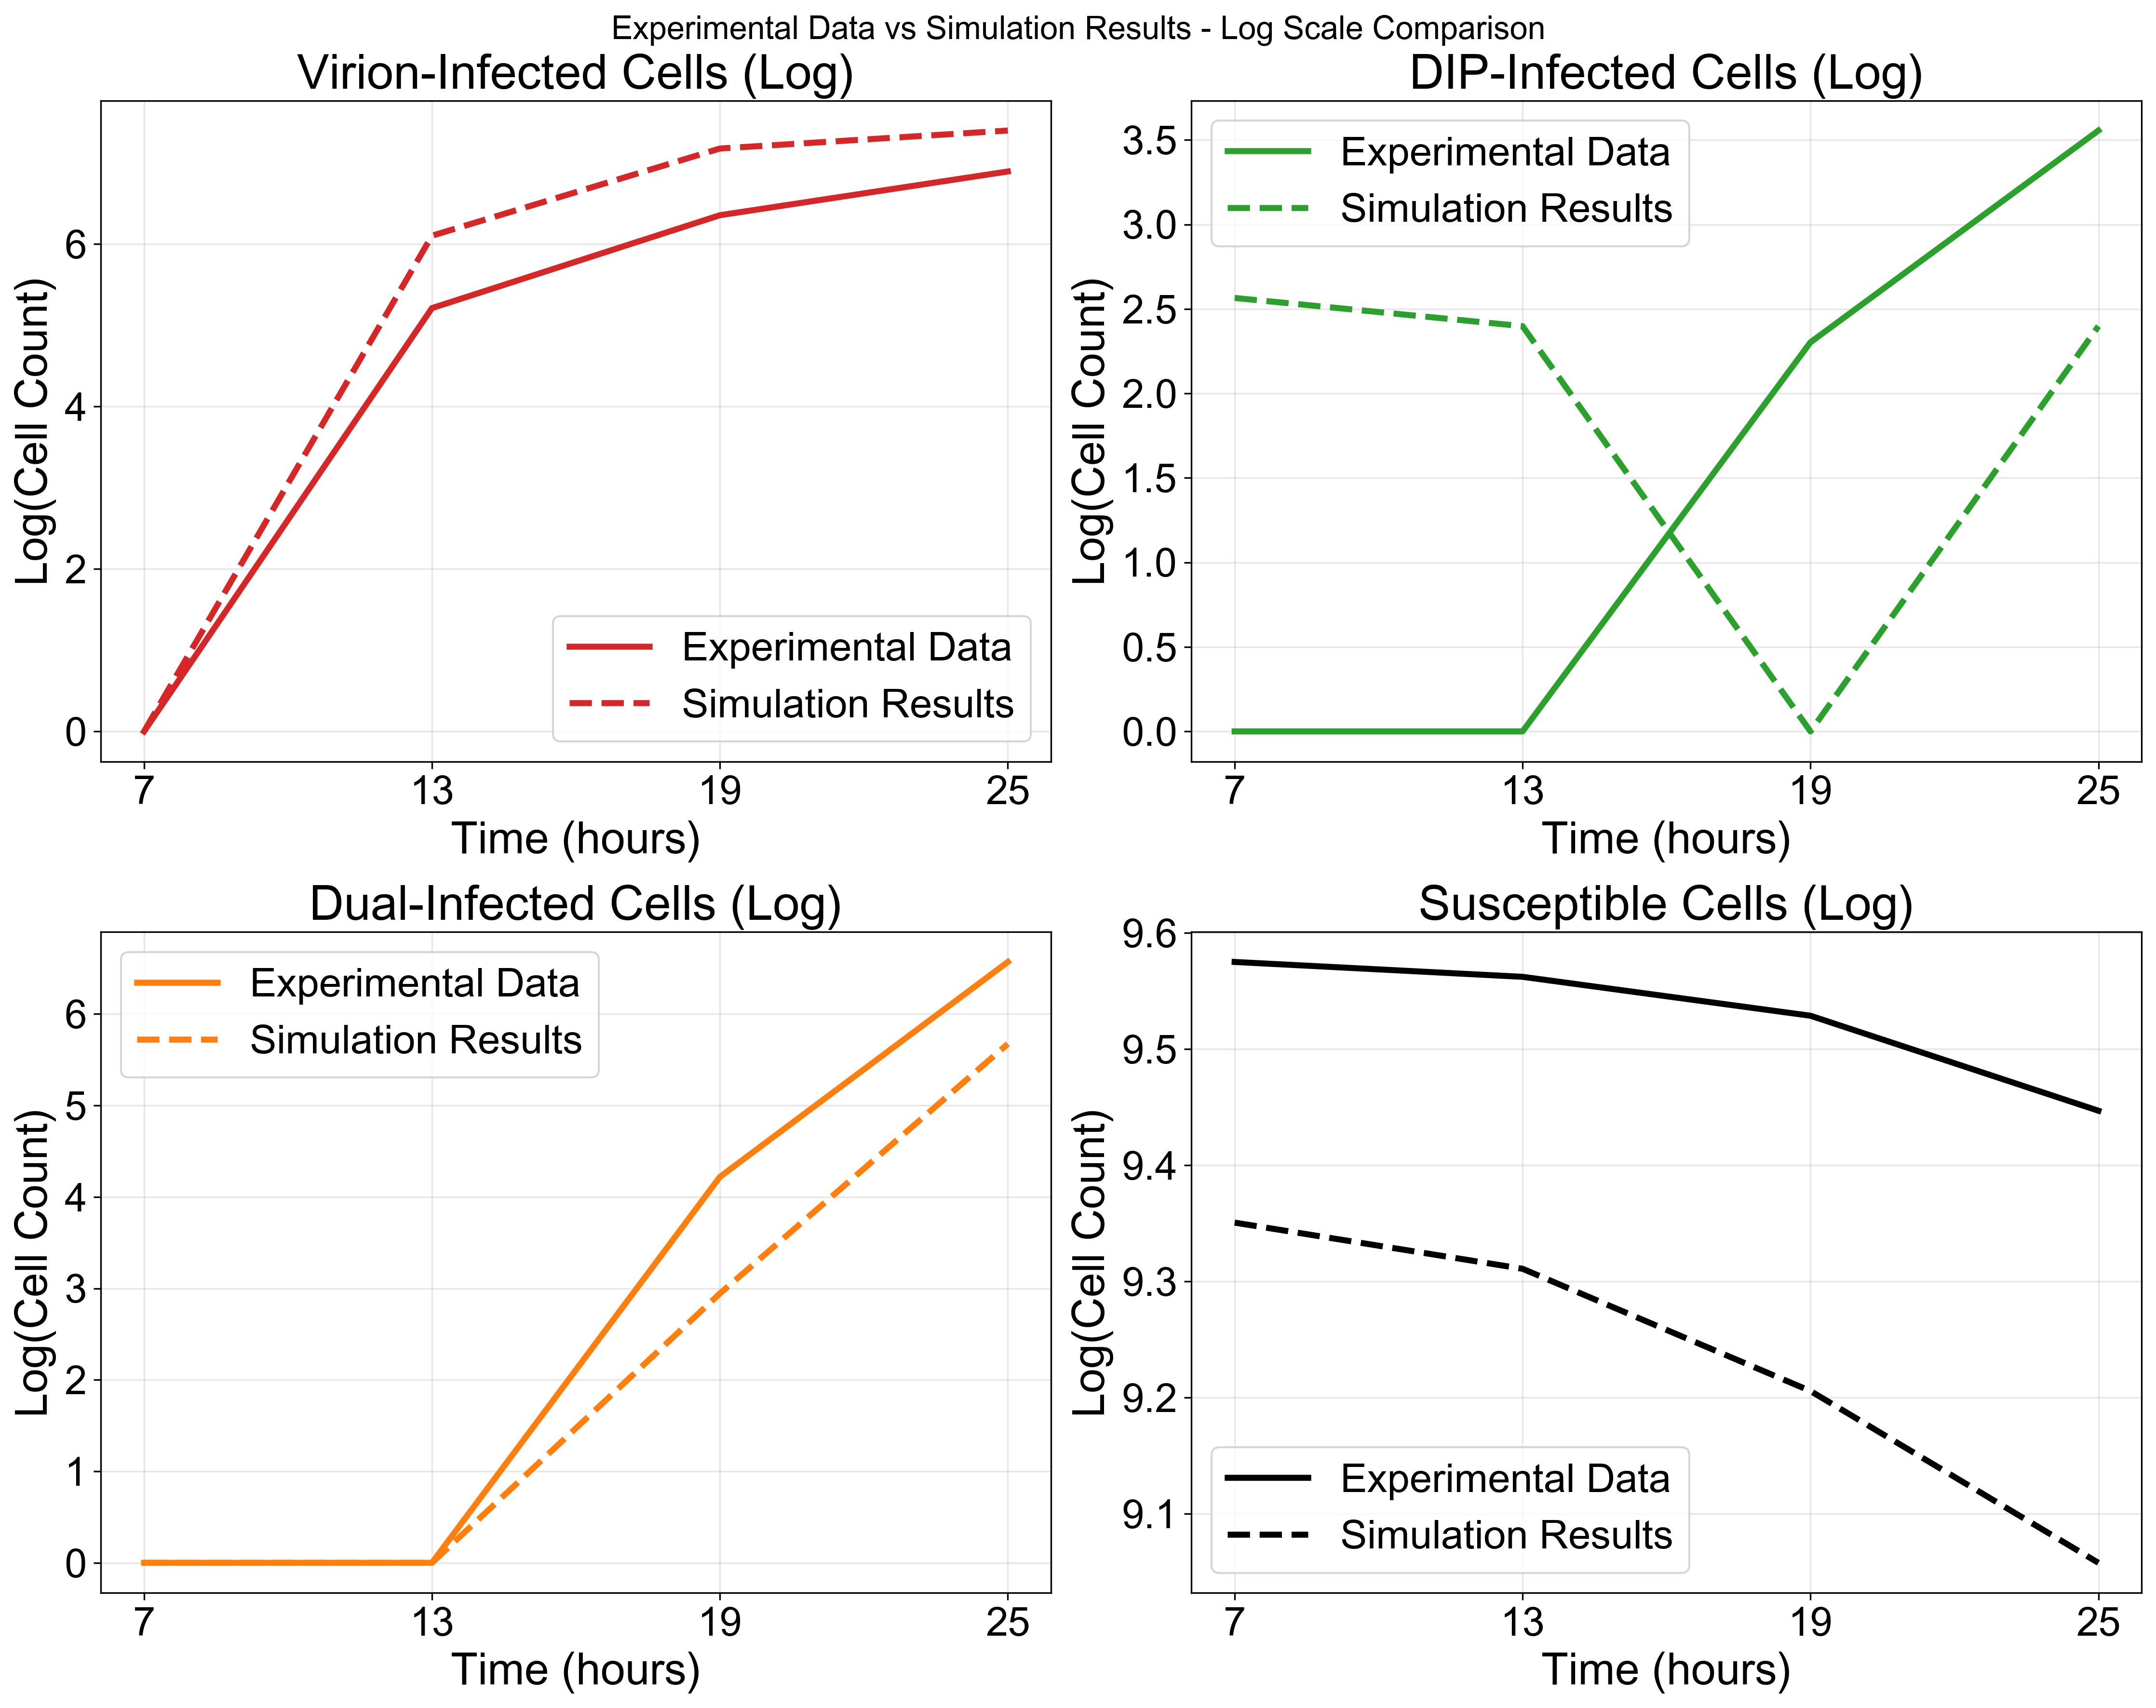 Experimental Data vs Simulation Results - Log Scale Comparison
Virion-Infected Cells (Log)
Log(Cell Count)
6
4
2
0
Experimental Data
Simulation Results
7 13 19 25
Time (hours)
DIP-Infected Cells (Log)
Log(Cell Count)
3.5
3.0
2.5
2.0
1.5
1.0
0.5
0.0
Experimental Data
Simulation Results
7 13 19 25
Time (hours)
Dual-Infected Cells (Log)
Log(Cell Count)
6
5
4
3
2
1
0
Experimental Data
Simulation Results
7 13 19 25
Time (hours)
Susceptible Cells (Log)
Log(Cell Count)
9.6
9.5
9.4
9.3
9.2
9.1
Experimental Data
Simulation Results
7 13 19 25
Time (hours)